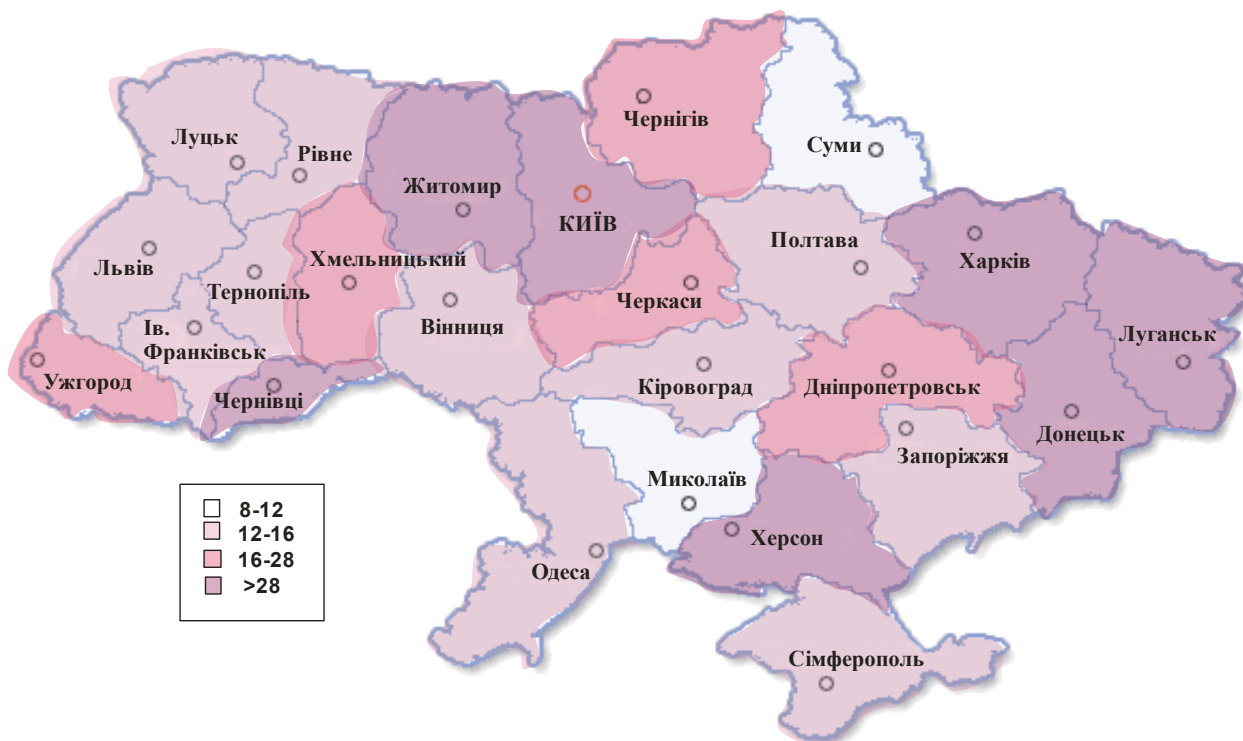 Чернігів
Суми
Луцьк
Рівне
Житомир
КИЇВ
Полтава
Харків
Львів
Тернопіль
Хмельницький
Черкаси
Вінниця
Луганськ
Ів.
Франківськ
Ужгород
Чернівці
Кіровоград
Дніпропетровськ
Донецьк
Запоріжжя
Миколаїв
Херсон
Одеса
Сімферополь
8-12
12-16
16-28
>28